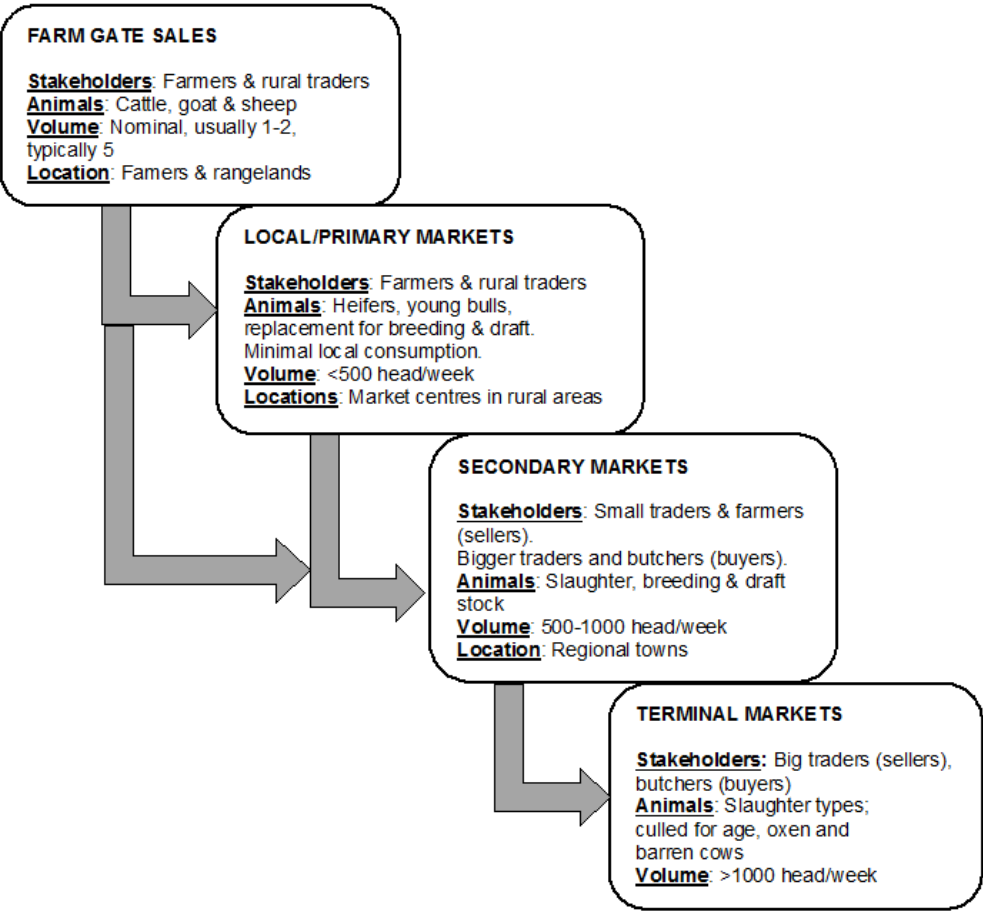 FARM GATE SALES
Stakeholders: Farmers & rural traders
Animals: Cattle, goat & sheep
Volume: Nominal, usually 1-2,
typically 5
Location: Famers & rangelands
LOCAL/PRIMARY MARKETS
Stakeholders: Farmers & rural traders
Animals: Heifers, young bulls,
replacement for breeding & draft.
Minimal local consumption.
Volume: <500 head/week
Locations: Market centres in rural areas
SECONDARY MARKETS
Stakeholders: Small traders & farmers
(sellers).
Bigger traders and butchers (buyers).
Animals: Slaughter, breeding & draft
stock
Volume: 500-1000 head/week
Location: Regional towns
TERMINAL MARKETS
Stakeholders: Big traders (sellers),
butchers (buyers)
Animals: Slaughter types;
culled for age, oxen and
barren cows
Volume: >1000 head/week